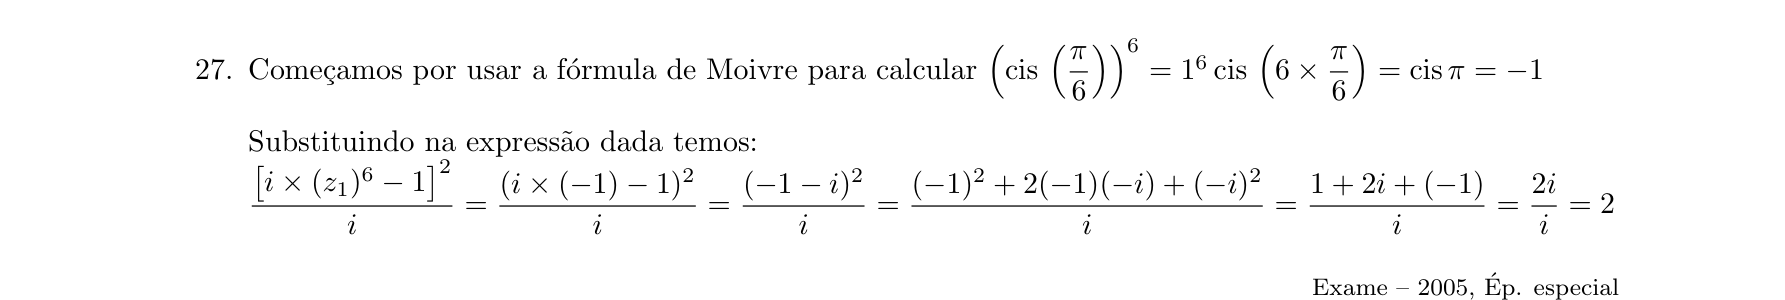 27. Começamos por usar a fórmula de Moivre para calcular (cis (π/6))^6 = 1^6 cis (6 × π/6) = cis π = −1
Substituindo na expressão dada temos:
[i × (z₁)^6 − 1]^2 / i = (i × (−1) − 1)^2 / i = (−1 − i)^2 / i = (−1)^2 + 2(−1)(−i) + (−i)^2 / i = 1 + 2i + (−1) / i = 2i / i = 2
Exame – 2005, Ép. especial